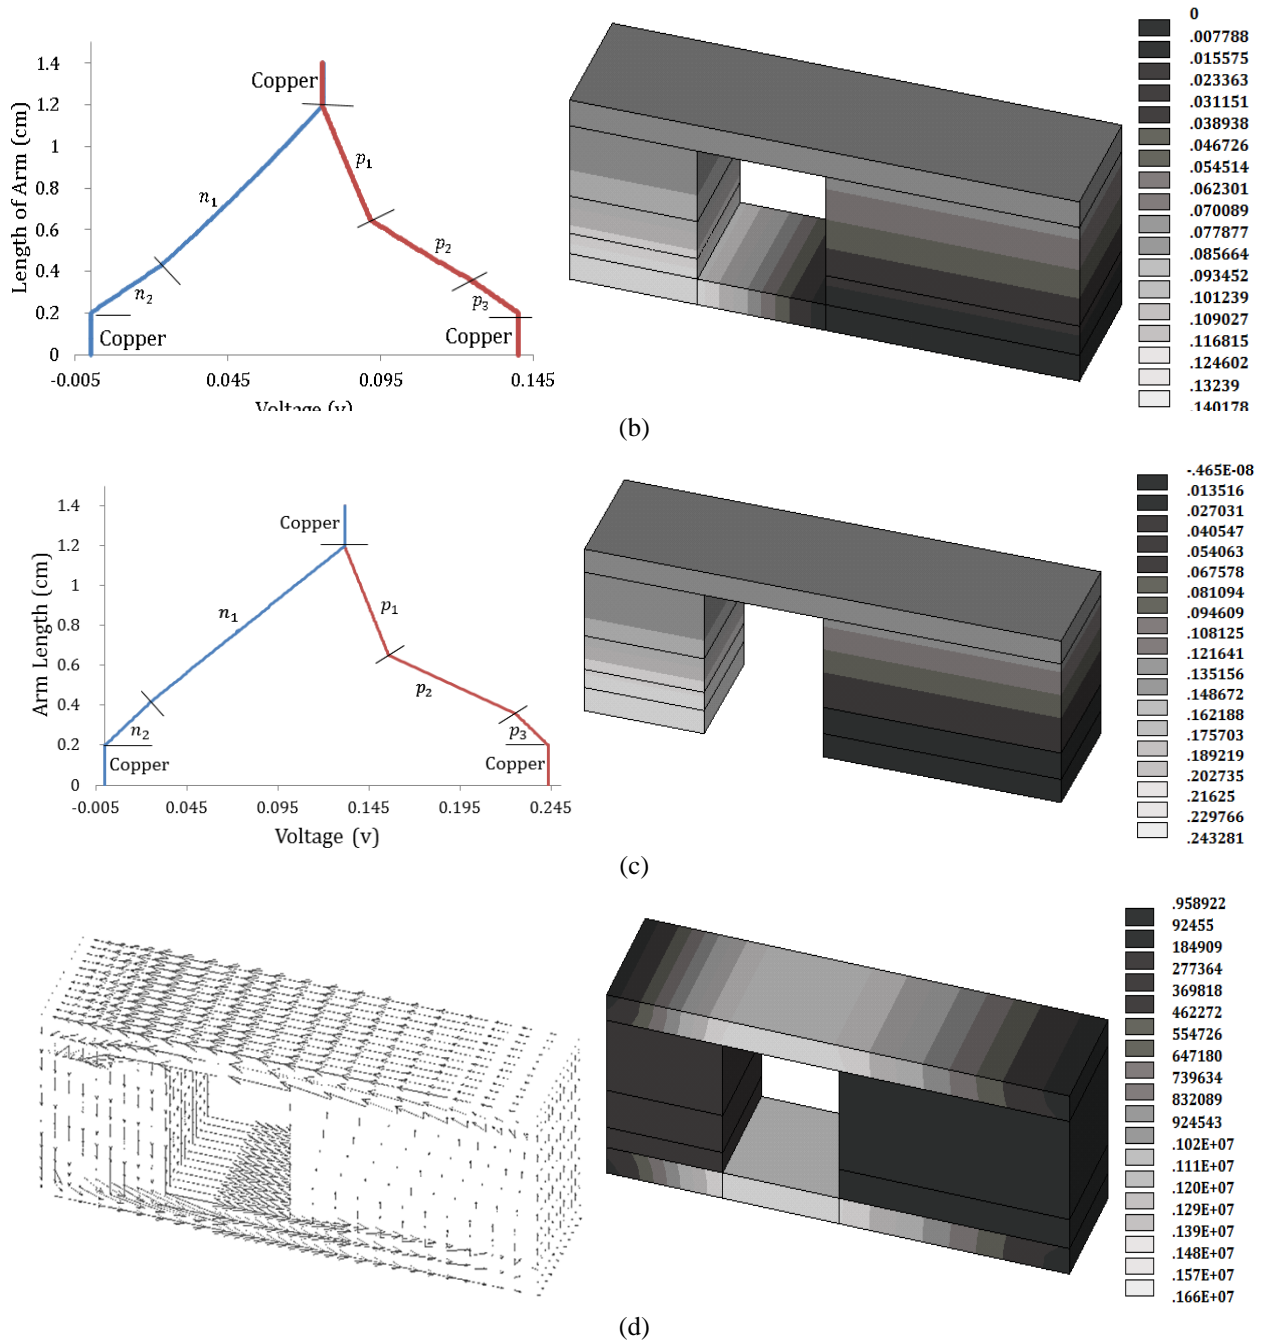 1.4
1.2
1
0.8
0.6
0.4
0.2
0
Length of Arm (cm)
Copper
p₁
n₁
p₂
n₂
p₃
Copper
Copper
-0.005
0.045
0.095
0.145
Voltage (v)
0
.007788
.015575
.023363
.031151
.038938
.046726
.054514
.062301
.070089
.077877
.085664
.093452
.101239
.109027
.116815
.124602
.13239
.140178
(b)
1.4
1.2
1
0.8
0.6
0.4
0.2
0
Arm Length (cm)
Copper
n₁
p₁
p₂
n₂
p₃
Copper
Copper
-0.005
0.045
0.095
0.145
0.195
0.245
Voltage (v)
-.465E-08
.013516
.027031
.040547
.054063
.067578
.081094
.094609
.108125
.121641
.135156
.148672
.162188
.175703
.189219
.202735
.21625
.229766
.243281
(c)
.958922
92455
184909
277364
369818
462272
554726
647180
739634
832089
924543
.102E+07
.111E+07
.120E+07
.129E+07
.139E+07
.148E+07
.157E+07
.166E+07
(d)